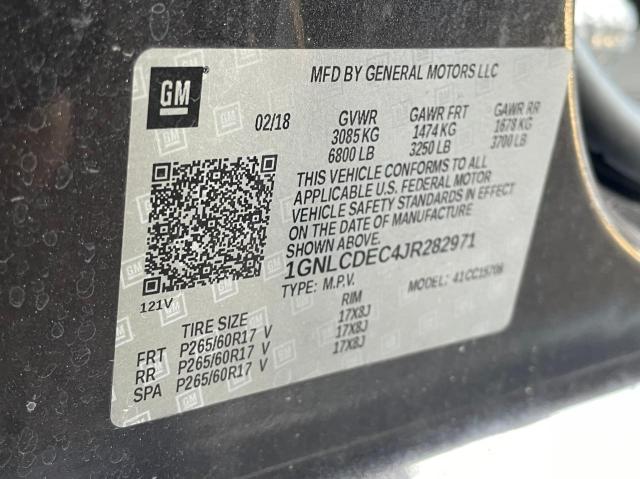 GM
MFD BY GENERAL MOTORS LLC
02/18 GVWR GAWR FRT GAWR RR
3085 KG 1474 KG 1678 KG
6800 LB 3250 LB 3700 LB
THIS VEHICLE CONFORMS TO ALL
APPLICABLE U.S. FEDERAL MOTOR
VEHICLE SAFETY STANDARDS IN EFFECT
ON THE DATE OF MANUFACTURE
SHOWN ABOVE.
1GNLCDEC4JR282971
121V TYPE: M.P.V. MODEL: 41CC15706
TIRE SIZE RIM
FRT P265/60R17 V 17X8J
RR P265/60R17 V 17X8J
SPA P265/60R17 V 17X8J